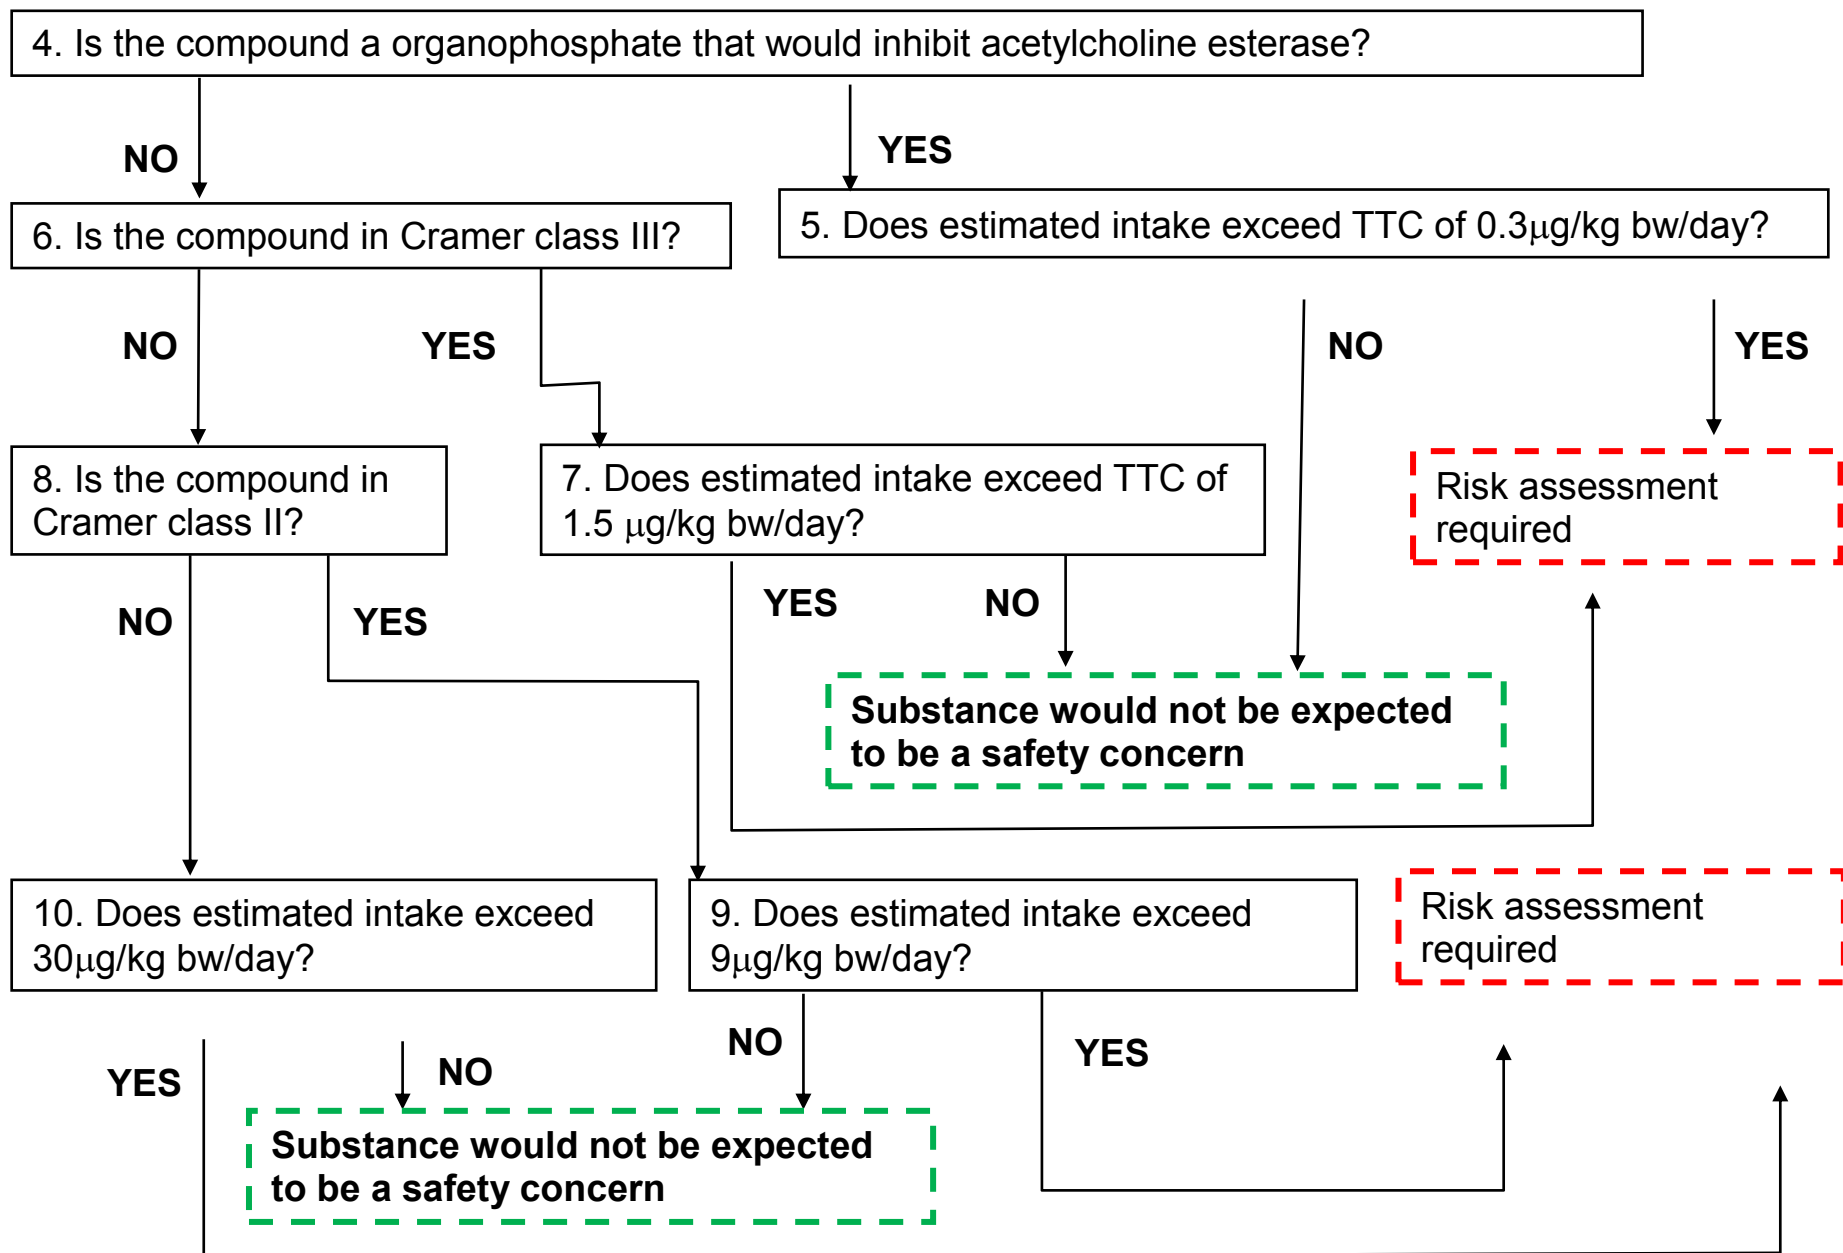 4. Is the compound a organophosphate that would inhibit acetylcholine esterase?
NO
YES
6. Is the compound in Cramer class III?
5. Does estimated intake exceed TTC of 0.3μg/kg bw/day?
NO
YES
NO
YES
8. Is the compound in
Cramer class II?
7. Does estimated intake exceed TTC of
1.5 μg/kg bw/day?
Risk assessment
required
NO
YES
YES
NO
Substance would not be expected
to be a safety concern
10. Does estimated intake exceed
30μg/kg bw/day?
9. Does estimated intake exceed
9μg/kg bw/day?
Risk assessment
required
YES
NO
NO
YES
Substance would not be expected
to be a safety concern